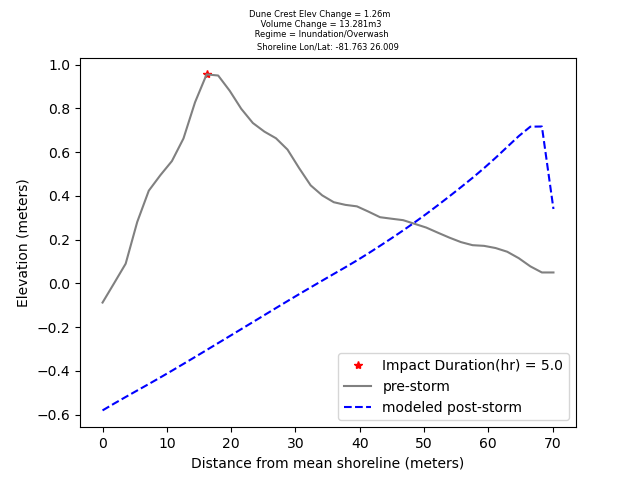 Dune Crest Elev Change = 1.26m
Volume Change = 13.281m3
Regime = Inundation/Overwash
Shoreline Lon/Lat: -81.763 26.009
1.0
0.8
0.6
0.4
0.2
0.0
−0.2
−0.4
−0.6
Elevation (meters)
Impact Duration(hr) = 5.0
pre-storm
modeled post-storm
0 10 20 30 40 50 60 70
Distance from mean shoreline (meters)